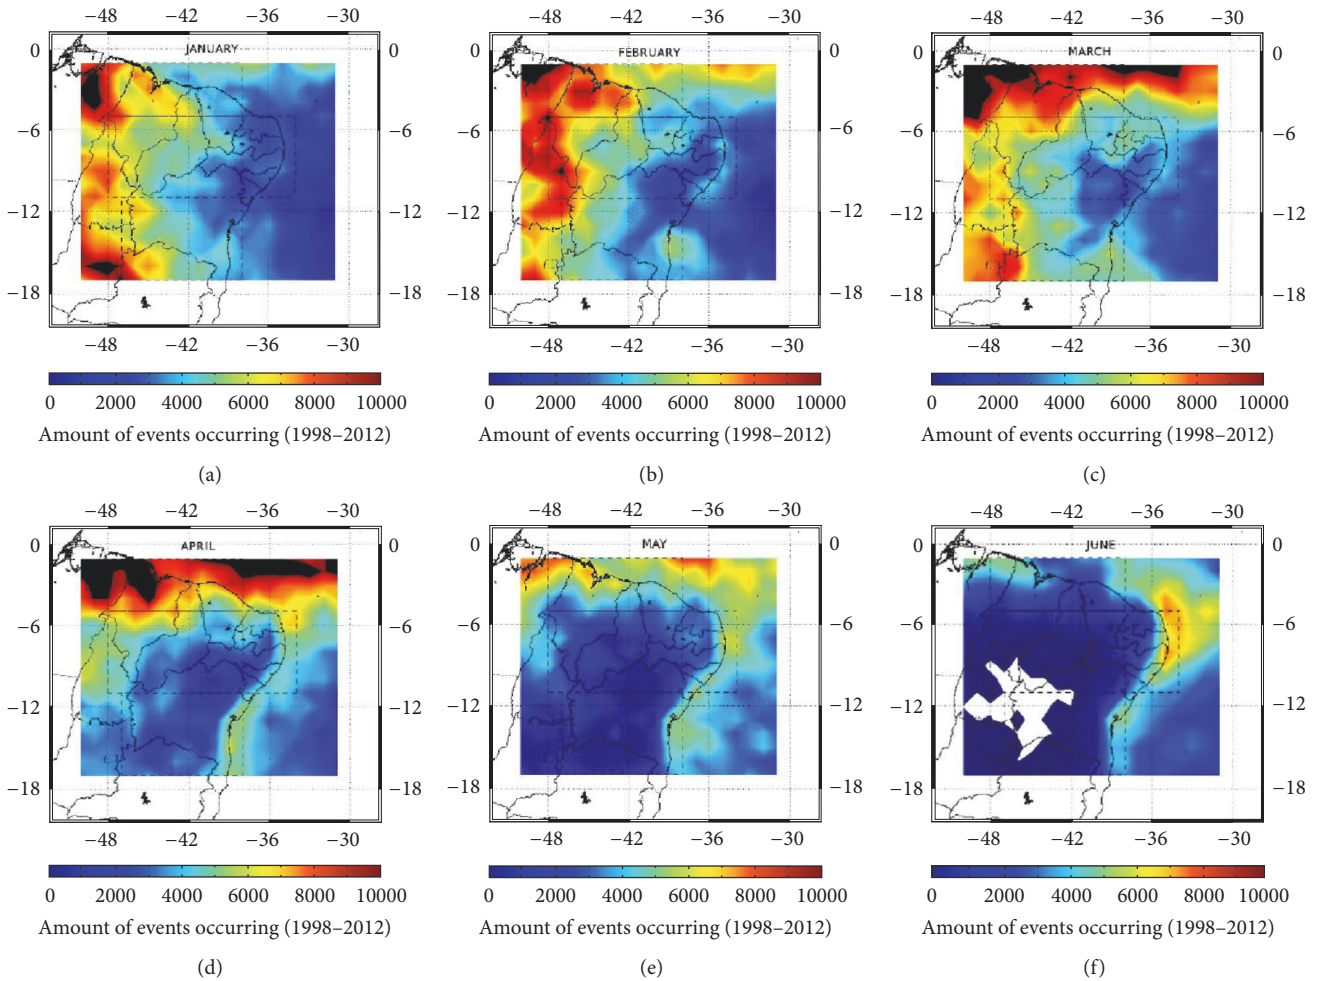 −48 −42 −36 −30
0 JANUARY 0
−6 −6
−12 −12
−18 −18
−48 −42 −36 −30
0 2000 4000 6000 8000 10000
Amount of events occurring (1998–2012)
(a)
−48 −42 −36 −30
0 FEBRUARY 0
−6 −6
−12 −12
−18 −18
−48 −42 −36 −30
0 2000 4000 6000 8000 10000
Amount of events occurring (1998–2012)
(b)
−48 −42 −36 −30
0 MARCH 0
−6 −6
−12 −12
−18 −18
−48 −42 −36 −30
0 2000 4000 6000 8000 10000
Amount of events occurring (1998–2012)
(c)
−48 −42 −36 −30
0 APRIL 0
−6 −6
−12 −12
−18 −18
−48 −42 −36 −30
0 2000 4000 6000 8000 10000
Amount of events occurring (1998–2012)
(d)
−48 −42 −36 −30
0 MAY 0
−6 −6
−12 −12
−18 −18
−48 −42 −36 −30
0 2000 4000 6000 8000 10000
Amount of events occurring (1998–2012)
(e)
−48 −42 −36 −30
0 JUNE 0
−6 −6
−12 −12
−18 −18
−48 −42 −36 −30
0 2000 4000 6000 8000 10000
Amount of events occurring (1998–2012)
(f)